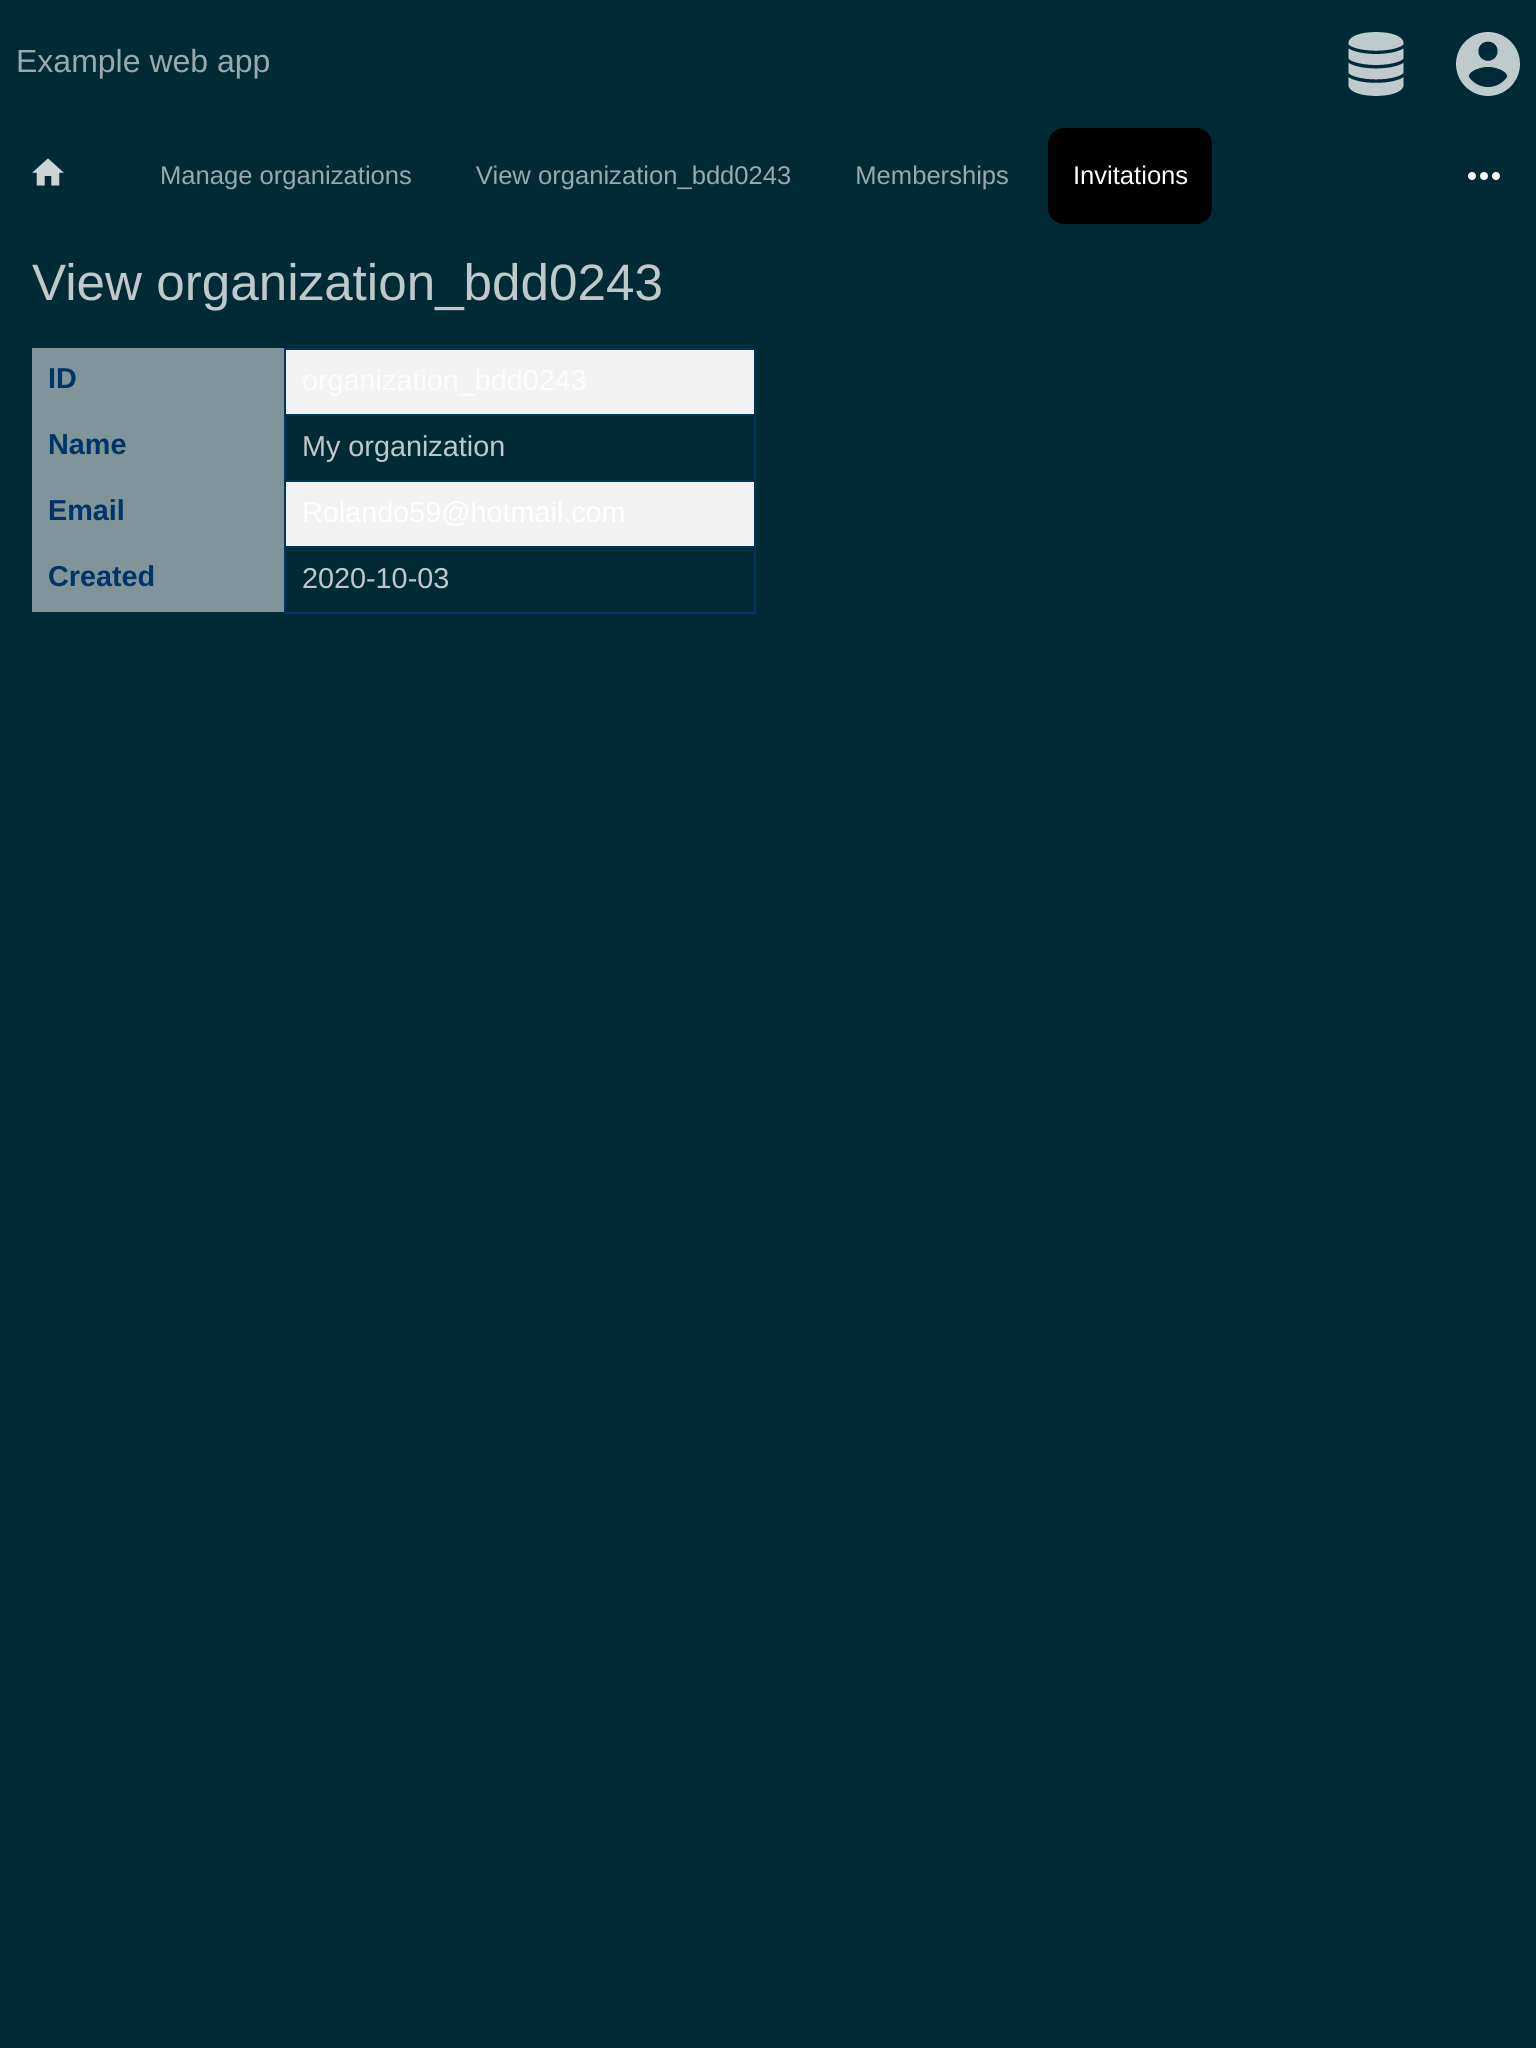 Example web app
Manage organizations View organization_bdd0243 Memberships Invitations
View organization_bdd0243
ID organization_bdd0243
Name My organization
Email Rolando59@hotmail.com
Created 2020-10-03